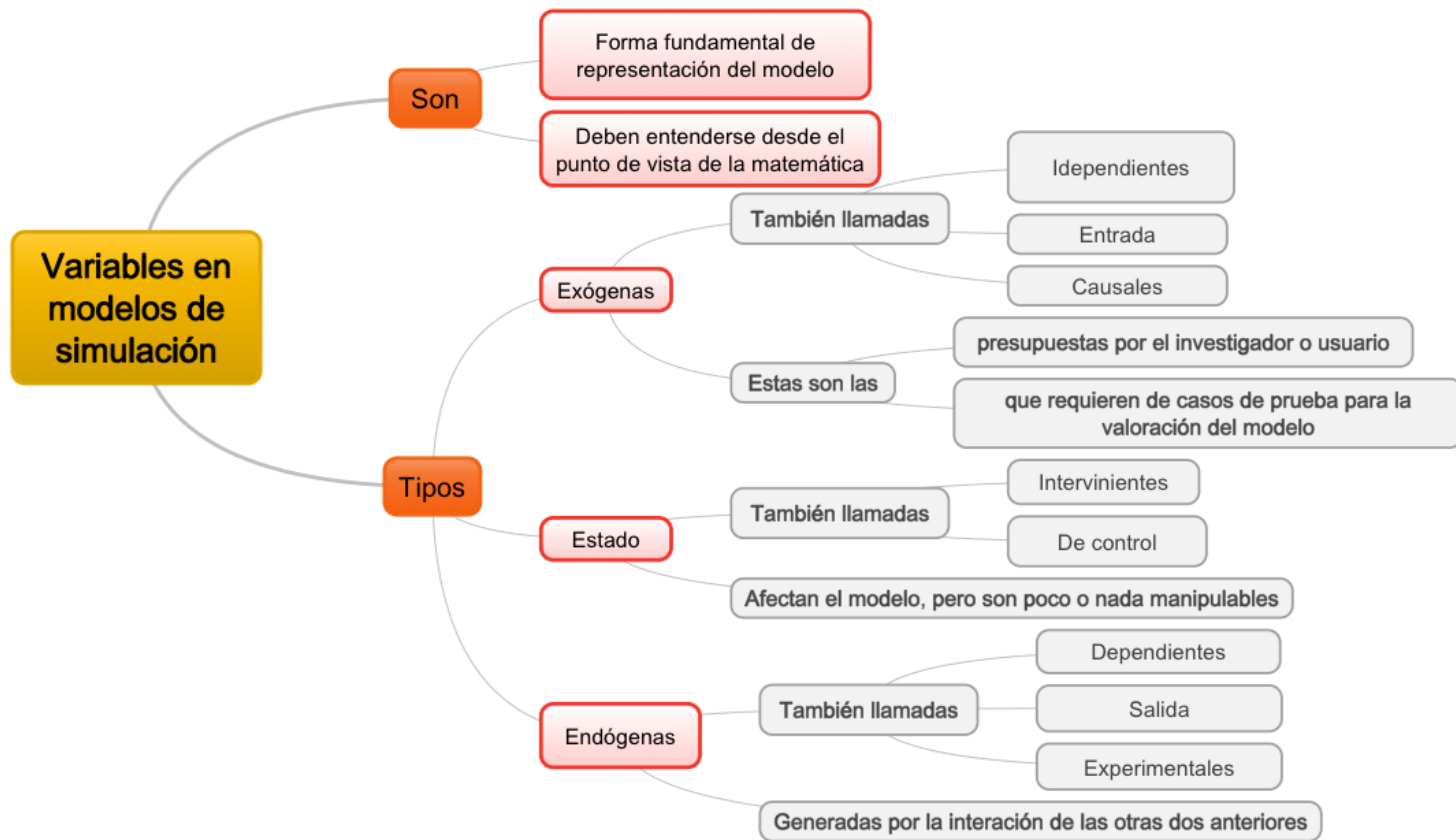 Variables en
modelos de
simulación
Son
Forma fundamental de
representación del modelo
Deben entenderse desde el
punto de vista de la matemática
Tipos
Exógenas
También llamadas
Idependientes
Entrada
Causales
Estas son las
presupuestas por el investigador o usuario
que requieren de casos de prueba para la
valoración del modelo
Estado
También llamadas
Intervinientes
De control
Afectan el modelo, pero son poco o nada manipulables
Endógenas
También llamadas
Dependientes
Salida
Experimentales
Generadas por la interación de las otras dos anteriores